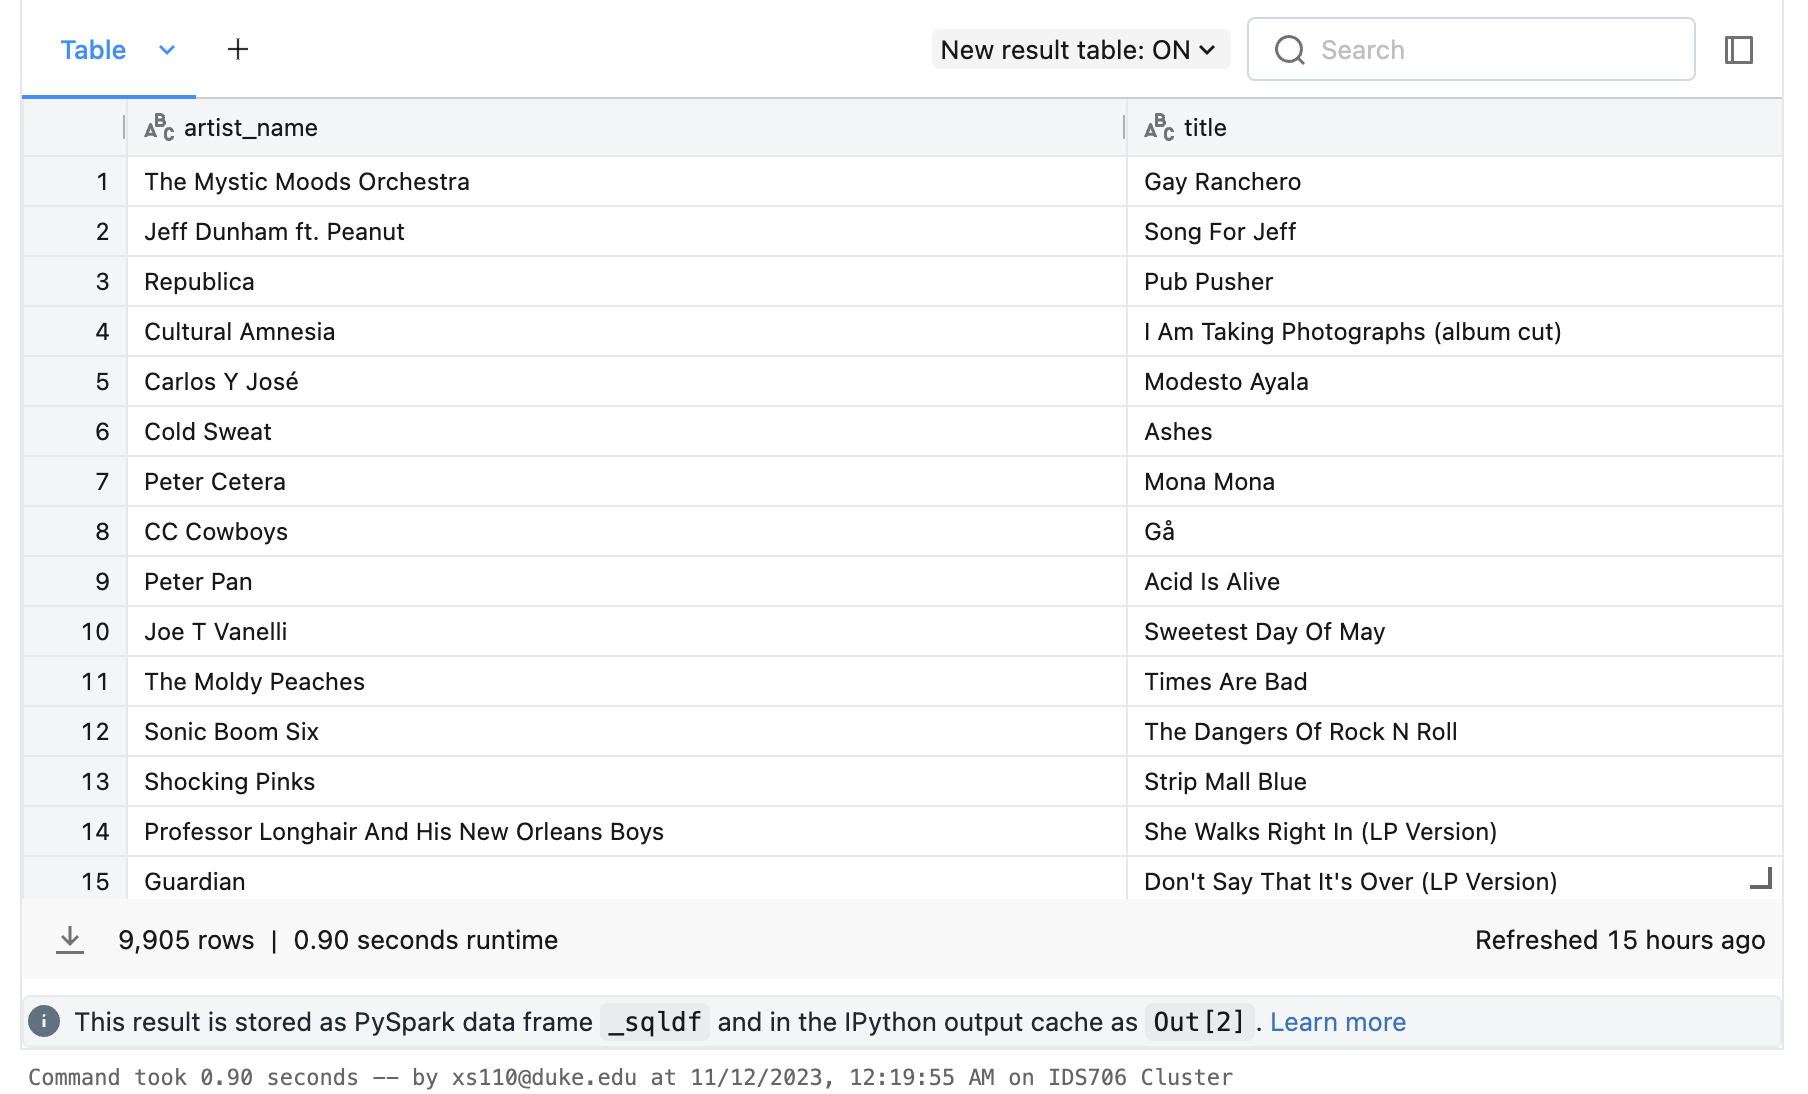 Table + New result table: ON Search
artist_name title
1 The Mystic Moods Orchestra Gay Ranchero
2 Jeff Dunham ft. Peanut Song For Jeff
3 Republica Pub Pusher
4 Cultural Amnesia I Am Taking Photographs (album cut)
5 Carlos Y José Modesto Ayala
6 Cold Sweat Ashes
7 Peter Cetera Mona Mona
8 CC Cowboys Gå
9 Peter Pan Acid Is Alive
10 Joe T Vanelli Sweetest Day Of May
11 The Moldy Peaches Times Are Bad
12 Sonic Boom Six The Dangers Of Rock N Roll
13 Shocking Pinks Strip Mall Blue
14 Professor Longhair And His New Orleans Boys She Walks Right In (LP Version)
15 Guardian Don't Say That It's Over (LP Version)
9,905 rows | 0.90 seconds runtime Refreshed 15 hours ago
This result is stored as PySpark data frame _sqldf and in the IPython output cache as Out[2] . Learn more
Command took 0.90 seconds -- by xs110@duke.edu at 11/12/2023, 12:19:55 AM on IDS706 Cluster